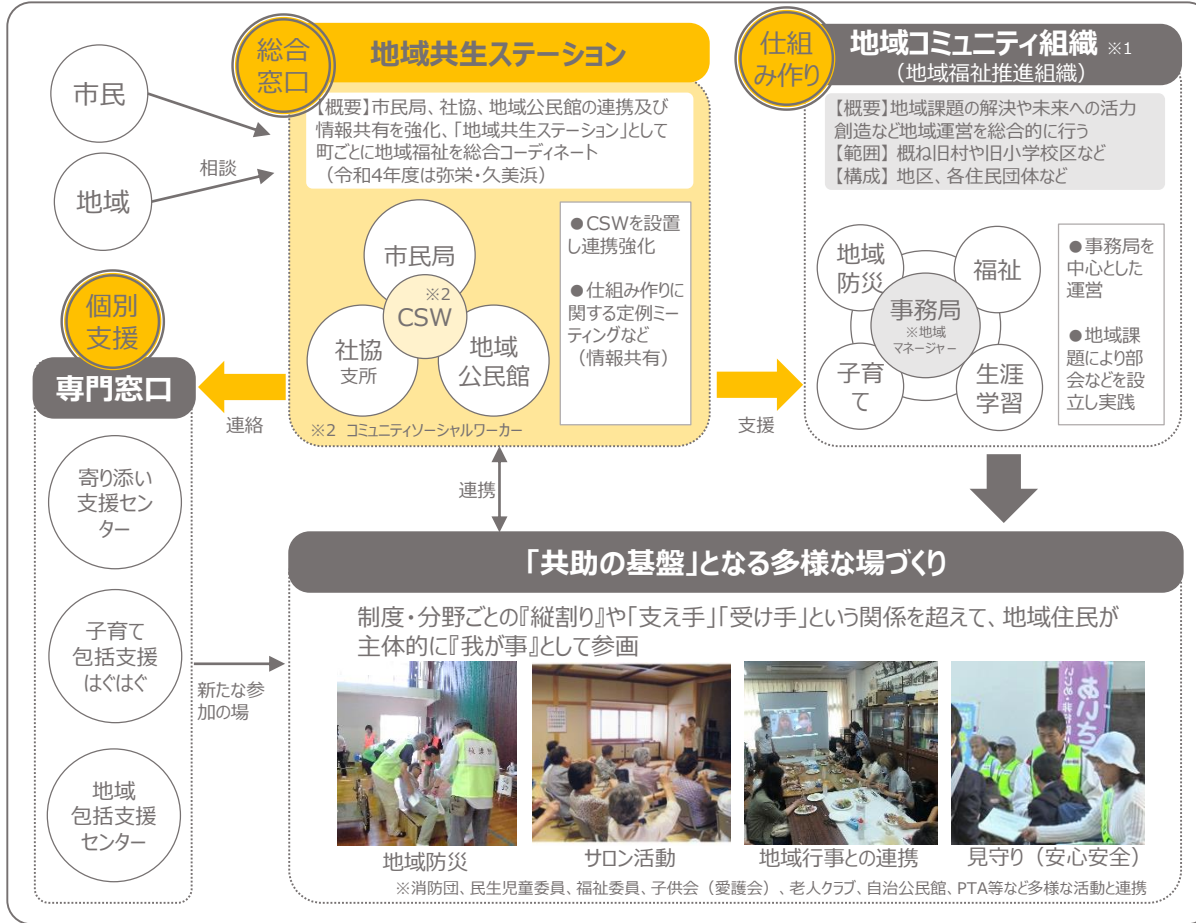 総合
窓口
地域共生ステーション
仕組
み作り
地域コミュニティ組織 ※1
（地域福祉推進組織）
市民
地域
相談
【概要】市民局、社協、地域公民館の連携及び
情報共有を強化、「地域共生ステーション」として
町ごとに地域福祉を総合コーディネート
（令和4年度は弥栄・久美浜）
市民局
※2
CSW
社協
支所
地域
公民館
●CSWを設置
し連携強化
●仕組み作りに
関する定例ミー
ティングなど
（情報共有）
※2 コミュニティソーシャルワーカー
【概要】地域課題の解決や未来への活力
創造など地域運営を総合的に行う
【範囲】 概ね旧村や旧小学校区など
【構成】 地区、各住民団体など
地域
防災
福祉
事務局
※地域
マネージャー
子育
て
生涯
学習
●事務局を
中心とした
運営
●地域課
題により部
会などを設
立し実践
個別
支援
専門窓口
連絡
支援
連携
寄り添い
支援セン
ター
子育て
包括支援
はぐはぐ
地域
包括支援
センター
新たな参
加の場
「共助の基盤」となる多様な場づくり
制度・分野ごとの『縦割り』や「支え手」「受け手」という関係を超えて、地域住民が
主体的に『我が事』として参画
あいさ
いじめ・非
地域防災
サロン活動
地域行事との連携
見守り（安心安全）
※消防団、民生児童委員、福祉委員、子供会（愛護会）、老人クラブ、自治公民館、PTA等など多様な活動と連携